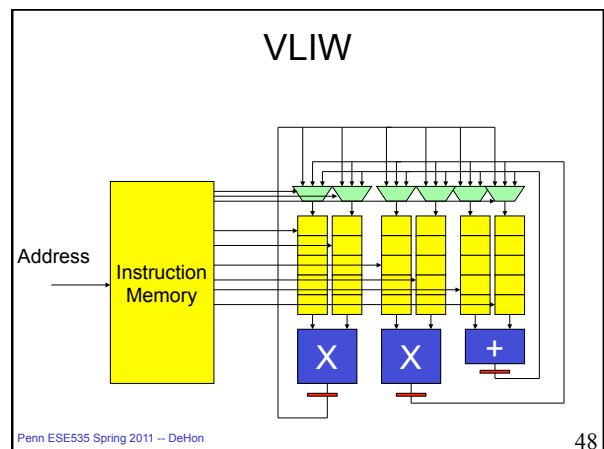 VLIW
Address
Instruction
Memory
X
X
+
Penn ESE535 Spring 2011 -- DeHon
48